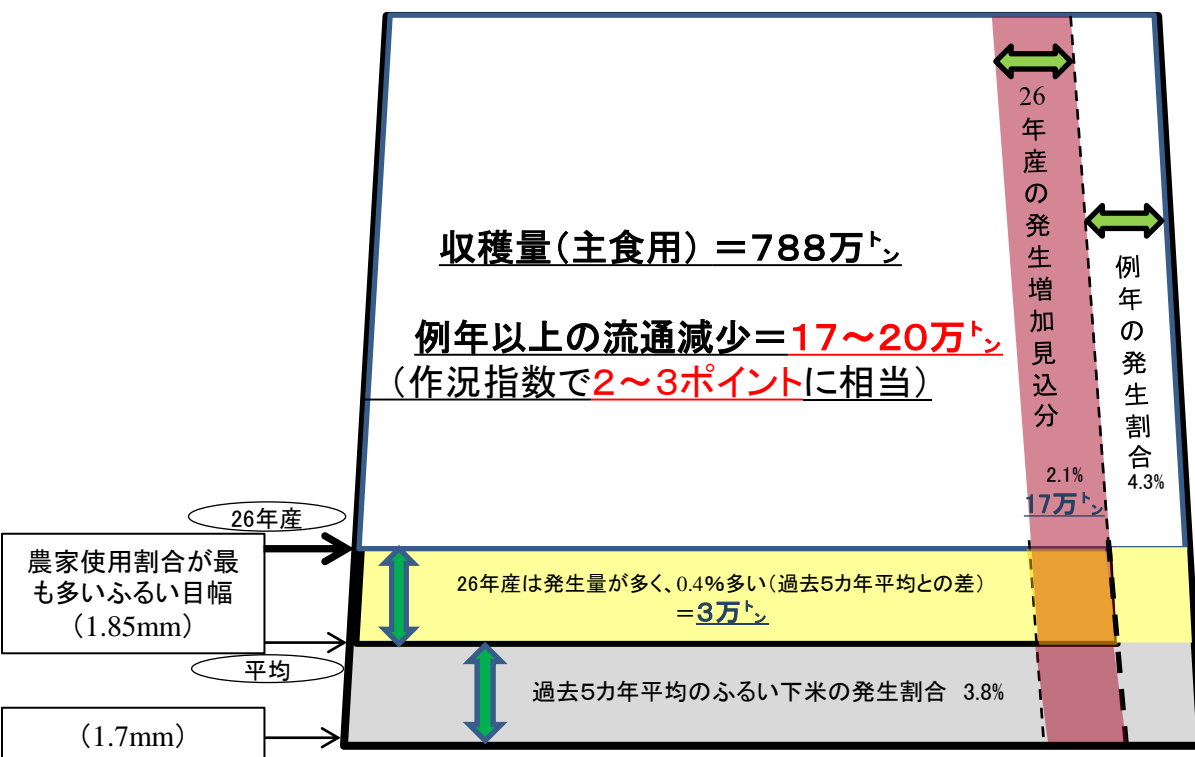 26年産の発生増加見込分
例年の発生割合
収穫量(主食用)＝788万㌧
例年以上の流通減少＝17～20万㌧
（作況指数で2～3ポイントに相当）
2.1%
17万㌧
4.3%
26年産
農家使用割合が最
も多いふるい目幅
（1.85mm）
26年産は発生量が多く、0.4%多い（過去5カ年平均との差）
＝3万㌧
平均
過去5カ年平均のふるい下米の発生割合 3.8%
（1.7mm）